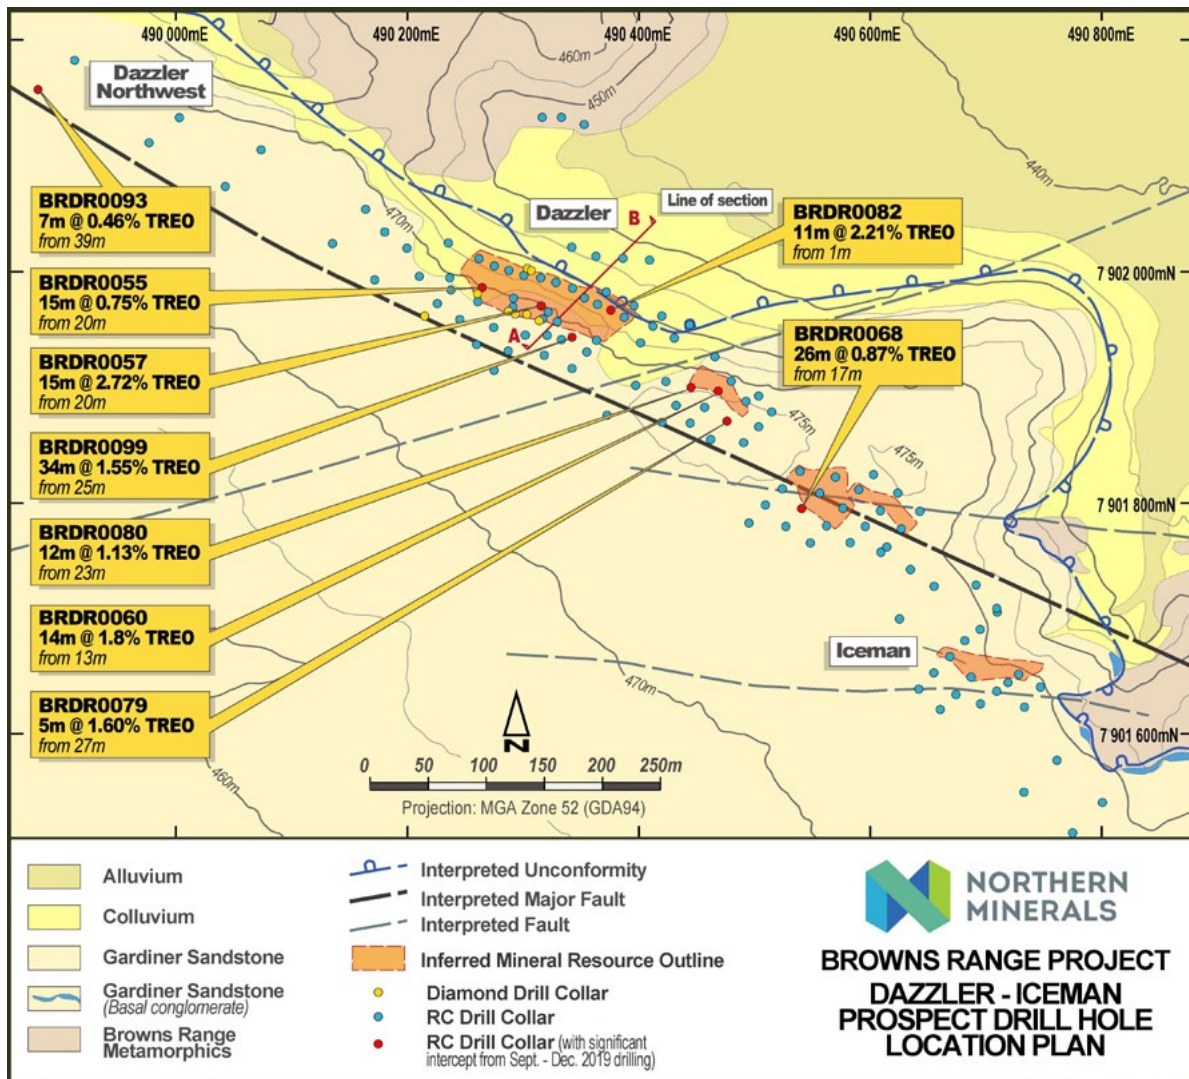 490 000mE
490 200mE
490 400mE
490 600mE
490 800mE
460m
450m
440m
Dazzler
Northwest
BRDR0093
7m @ 0.46% TREO
from 39m
470m
Dazzler
B
Line of section
BRDR0082
11m @ 2.21% TREO
from 1m
7 902 000mN
BRDR0055
15m @ 0.75% TREO
from 20m
A
BRDR0068
26m @ 0.87% TREO
from 17m
BRDR0057
15m @ 2.72% TREO
from 20m
475m
475m
BRDR0099
34m @ 1.55% TREO
from 25m
7 901 800mN
BRDR0080
12m @ 1.13% TREO
from 23m
BRDR0060
14m @ 1.8% TREO
from 13m
Iceman
470m
BRDR0079
5m @ 1.60% TREO
from 27m
7 901 600mN
460m
N
0 50 100 150 200 250m
Projection: MGA Zone 52 (GDA94)
Alluvium
Colluvium
Gardiner Sandstone
Gardiner Sandstone
(Basal conglomerate)
Browns Range
Metamorphics
Interpreted Unconformity
Interpreted Major Fault
Interpreted Fault
Inferred Mineral Resource Outline
Diamond Drill Collar
RC Drill Collar
RC Drill Collar (with significant
intercept from Sept. - Dec. 2019 drilling)
NORTHERN
MINERALS
BROWNS RANGE PROJECT
DAZZLER - ICEMAN
PROSPECT DRILL HOLE
LOCATION PLAN